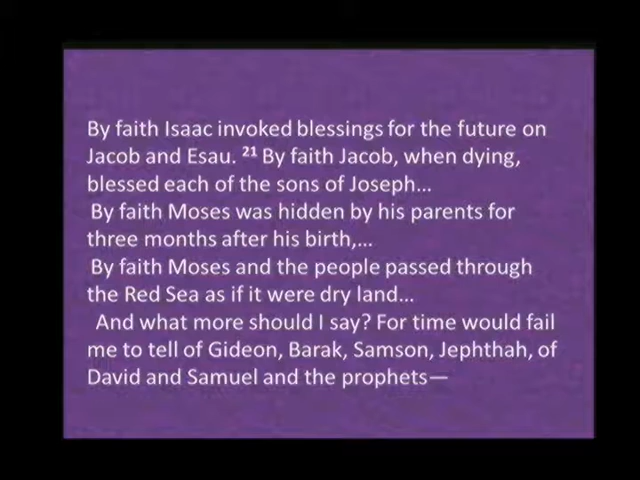 By faith Isaac invoked blessings for the future on
Jacob and Esau. 21 By faith Jacob, when dying,
blessed each of the sons of Joseph...
By faith Moses was hidden by his parents for
three months after his birth,...
By faith Moses and the people passed through
the Red Sea as if it were dry land...
And what more should I say? For time would fail
me to tell of Gideon, Barak, Samson, Jephthah, of
David and Samuel and the prophets—